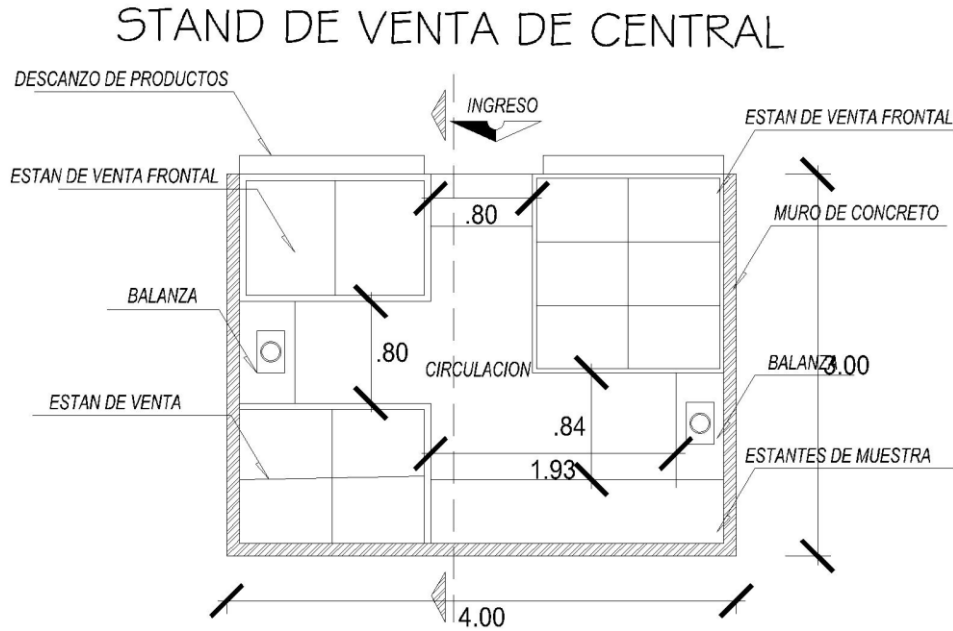 STAND DE VENTA DE CENTRAL
DESCANZO DE PRODUCTOS
INGRESO
ESTAN DE VENTA FRONTAL
ESTAN DE VENTA FRONTAL
.80
MURO DE CONCRETO
BALANZA
.80
CIRCULACION
BALANZA
3.00
ESTAN DE VENTA
.84
1.93
ESTANTES DE MUESTRA
4.00